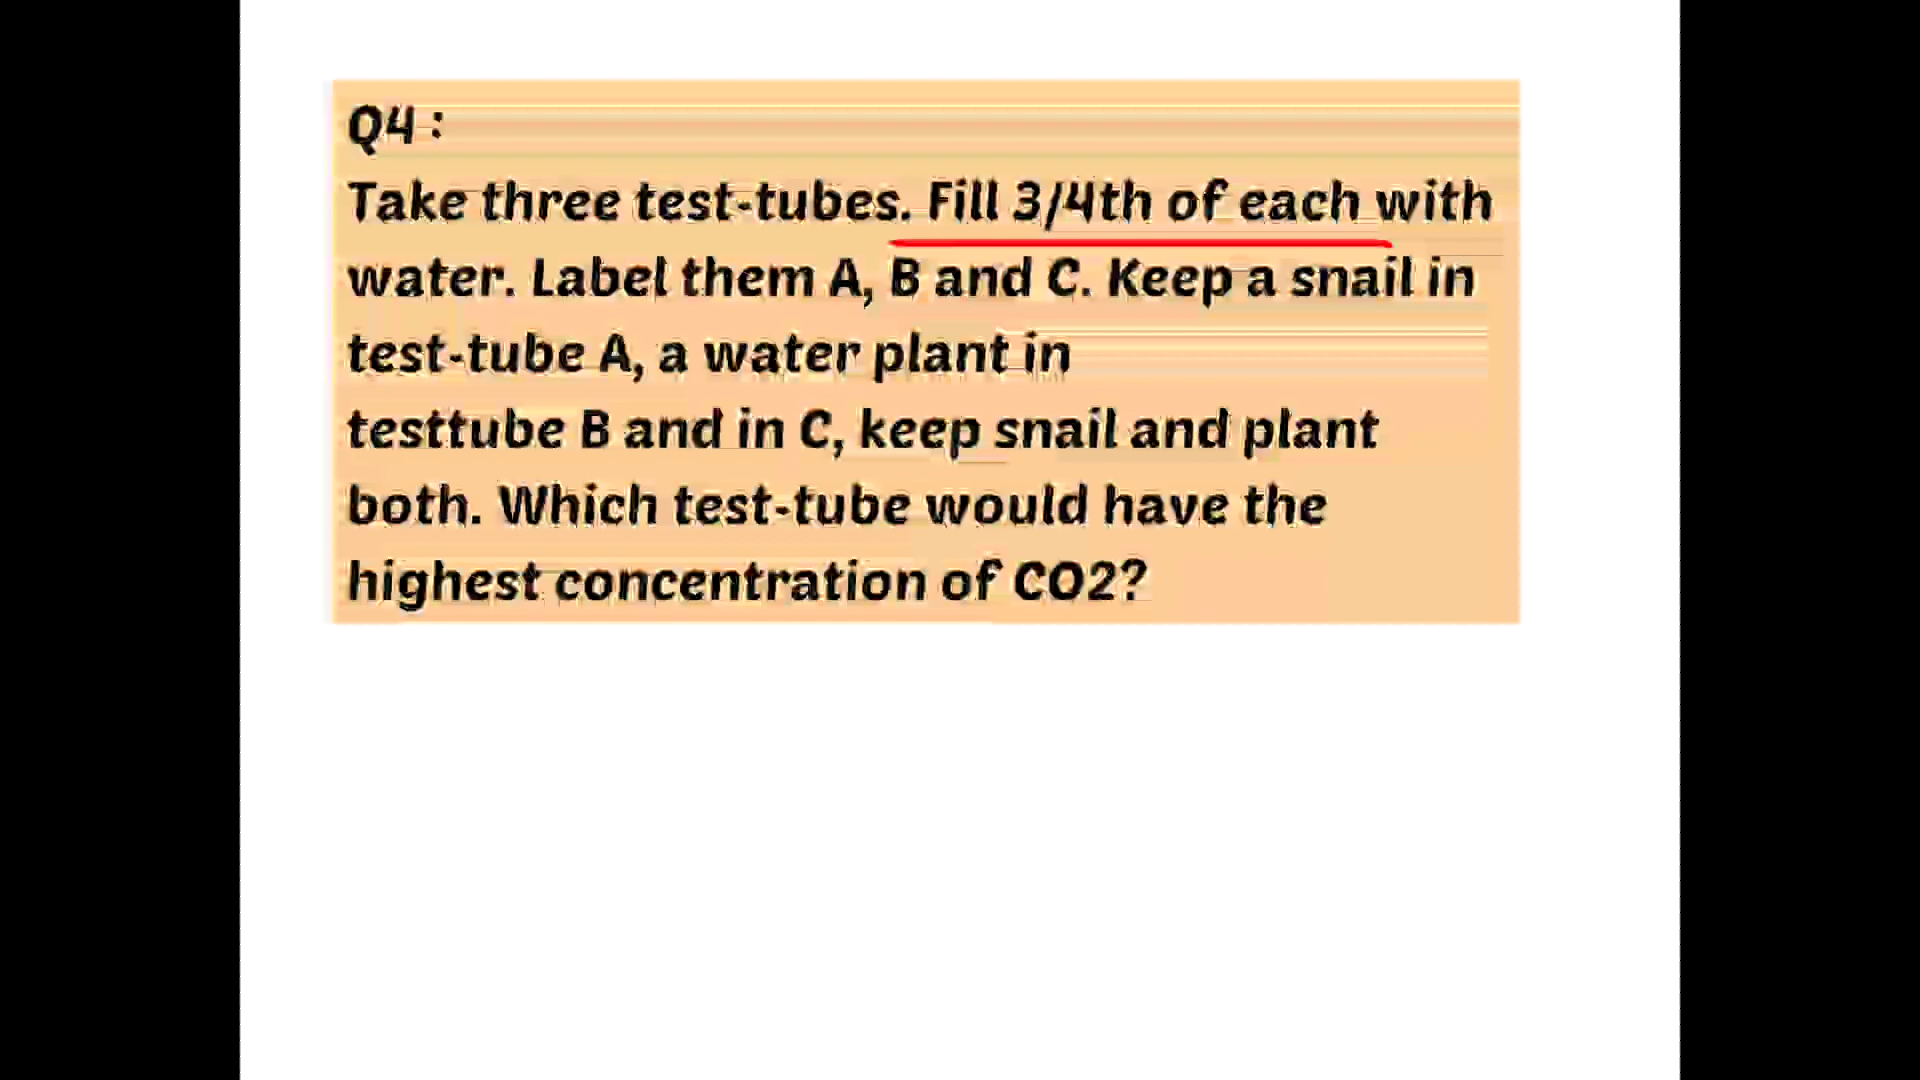 Q4 :
Take three test-tubes. Fill 3/4th of each with
water. Label them A, B and C. Keep a snail in
test-tube A, a water plant in
testtube B and in C, keep snail and plant
both. Which test-tube would have the
highest concentration of CO2?